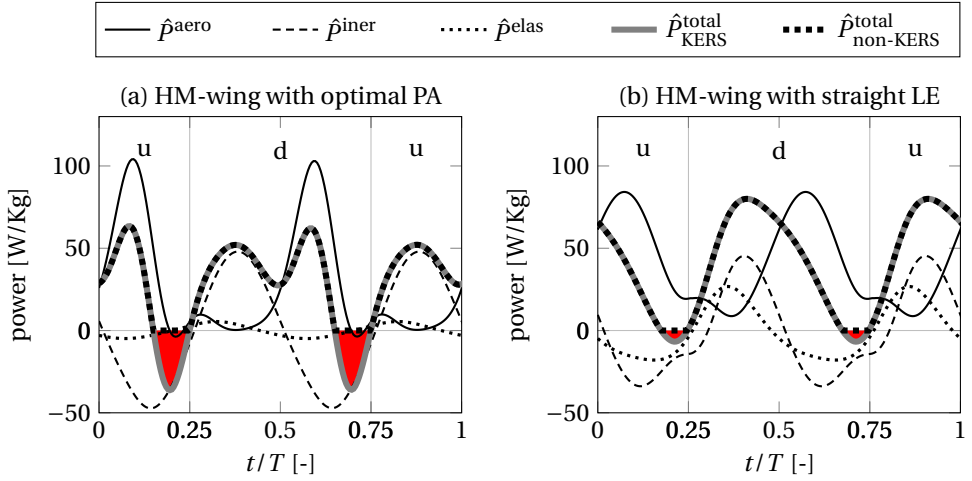 P̂^aero P̂^iner P̂^elas P̂^total_KERS P̂^total_non-KERS
(a) HM-wing with optimal PA
u d u
100
50
0
−50
power [W/Kg]
0 0.25 0.5 0.75 1
t/T [-]
(b) HM-wing with straight LE
u d u
100
50
0
−50
power [W/Kg]
0 0.25 0.5 0.75 1
t/T [-]